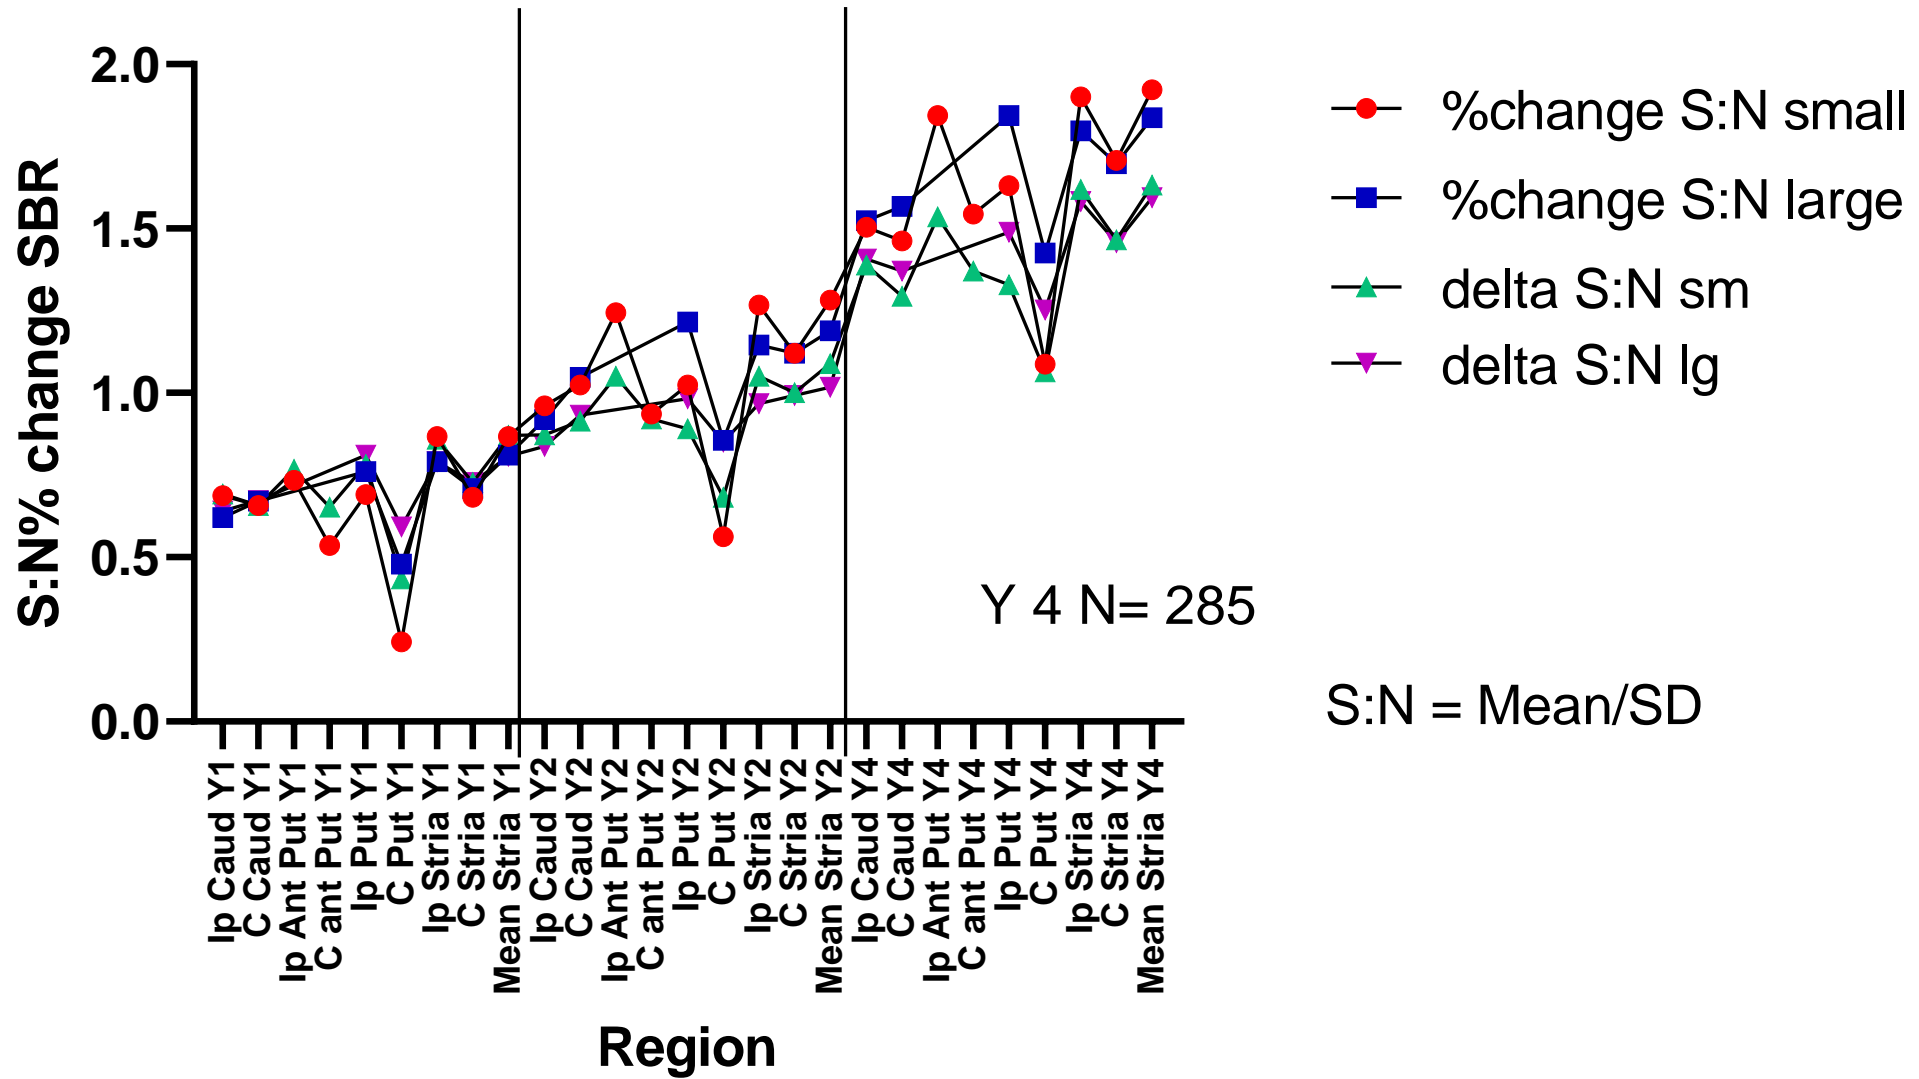 S:N% change SBR
2.0
1.5
1.0
0.5
0.0
%change S:N small
%change S:N large
delta S:N sm
delta S:N lg
Y 4 N= 285
S:N = Mean/SD
Ip Caud Y1
C Caud Y1
Ip Ant Put Y1
C ant Put Y1
Ip Put Y1
C Put Y1
Ip Stria Y1
C Stria Y1
Mean Stria Y1
Ip Caud Y2
C Caud Y2
Ip Ant Put Y2
C ant Put Y2
Ip Put Y2
C Put Y2
Ip Stria Y2
C Stria Y2
Mean Stria Y2
Ip Caud Y4
C Caud Y4
Ip Ant Put Y4
C ant Put Y4
Ip Put Y4
C Put Y4
Ip Stria Y4
C Stria Y4
Mean Stria Y4
Region